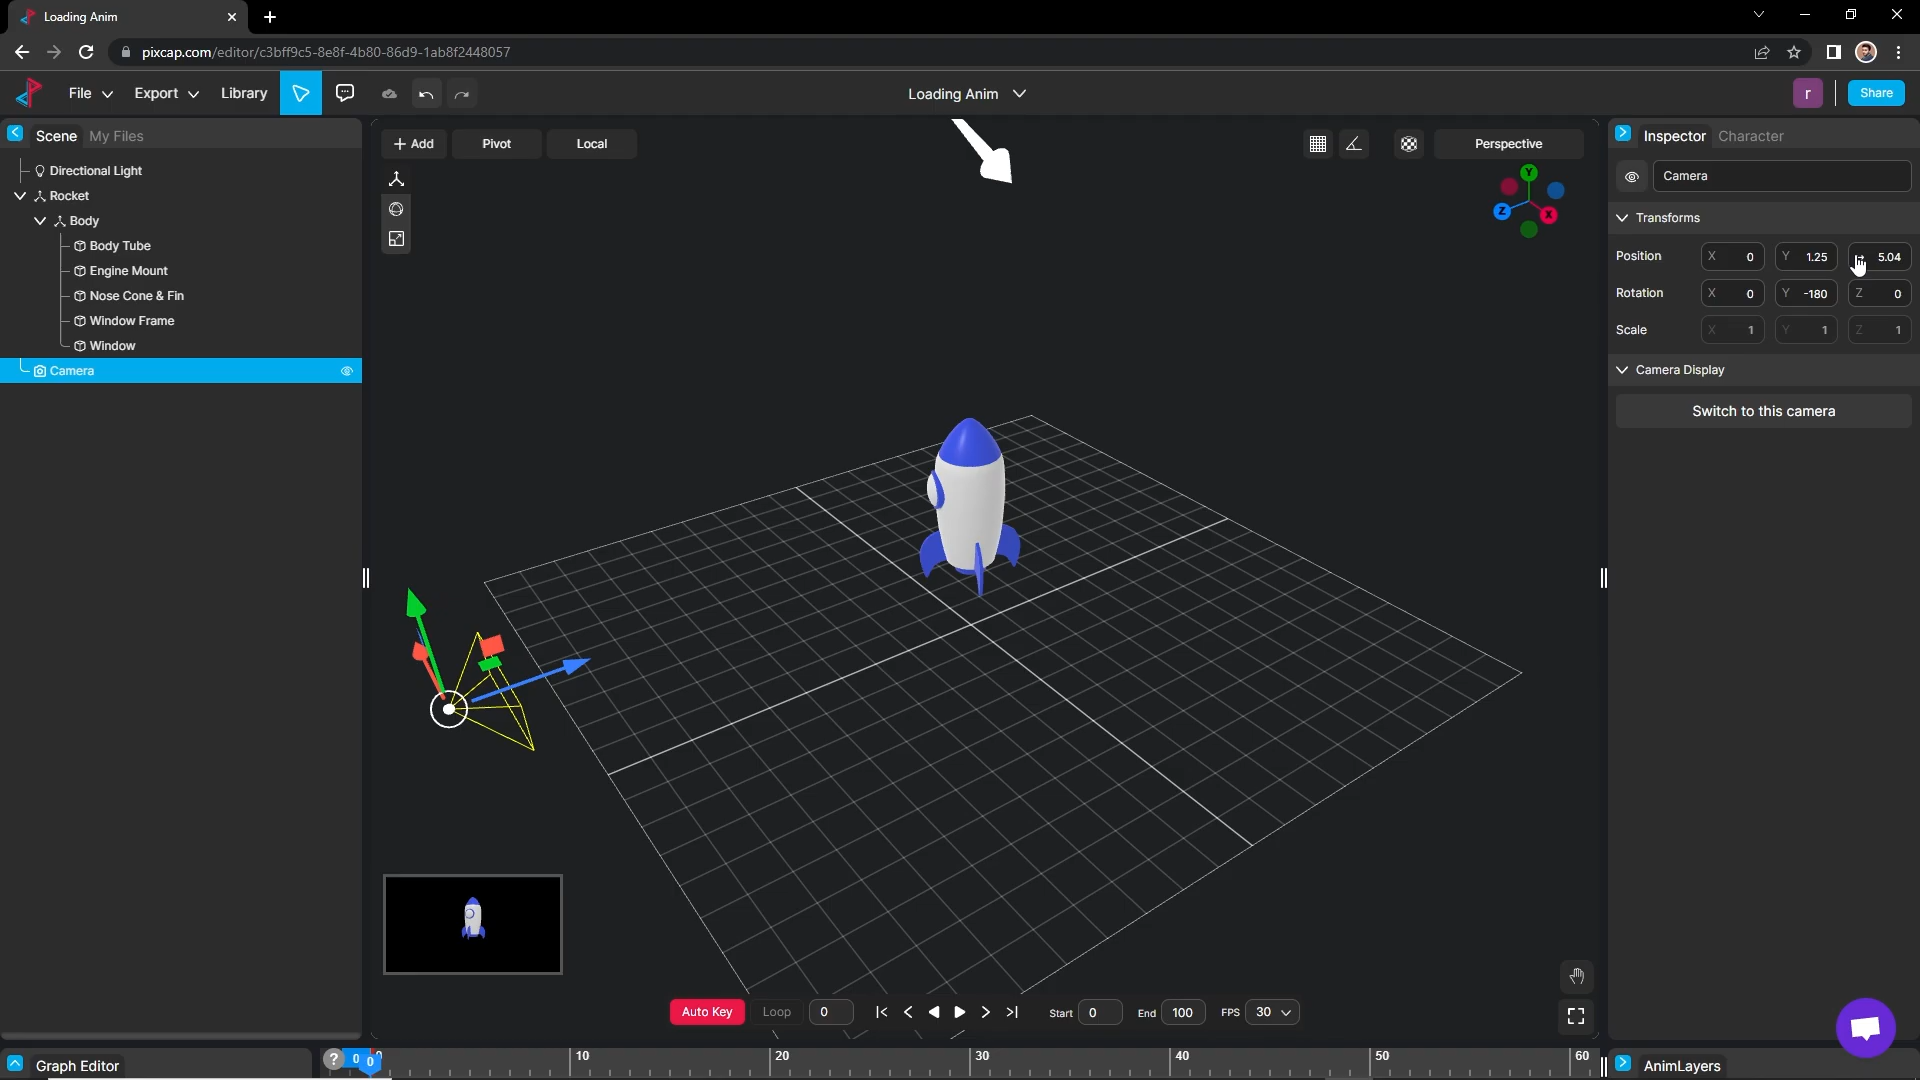 Loading Anim
pixcap.com/editor/c3bff9c5-8e8f-4b80-86d9-1ab8f2448057
File
Export
Library
Loading Anim
r
Share
Scene
My Files
Add
Pivot
Local
Perspective
Inspector
Character
Directional Light
Rocket
Body
Body Tube
Engine Mount
Nose Cone & Fin
Window Frame
Window
Camera
Y
Z
X
Camera
Transforms
Position X 0 Y 1.25 5.04
Rotation X 0 Y -180 Z 0
Scale X 1 Y 1 Z 1
Camera Display
Switch to this camera
Auto Key
Loop
0
Start 0
End 100
FPS 30
Graph Editor
? 0 0 10 20 30 40 50 60
AnimLayers